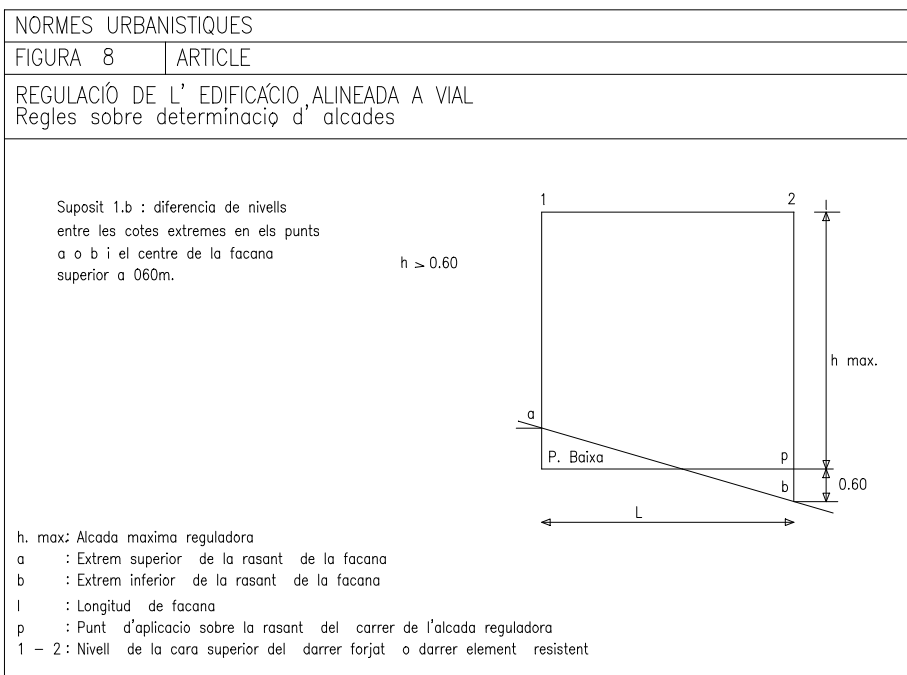 NORMES URBANISTIQUES
FIGURA 8 ARTICLE
REGULACIÓ DE L' EDIFICÁCIO ALINEADA A VIAL
Regles sobre determinacio d' alçades
Suposit 1.b : diferencia de nivells
entre les cotes extremes en els punts
a o b i el centre de la facana
superior a 060m.
h > 0.60
1 2
h max.
a
P. Baixa p
b 0.60
L
h. max: Alcada maxima reguladora
a : Extrem superior de la rasant de la facana
b : Extrem inferior de la rasant de la facana
l : Longitud de facana
p : Punt d'aplicacio sobre la rasant del carrer de l'alcada reguladora
1 - 2 : Nivell de la cara superior del darrer forjat o darrer element resistent